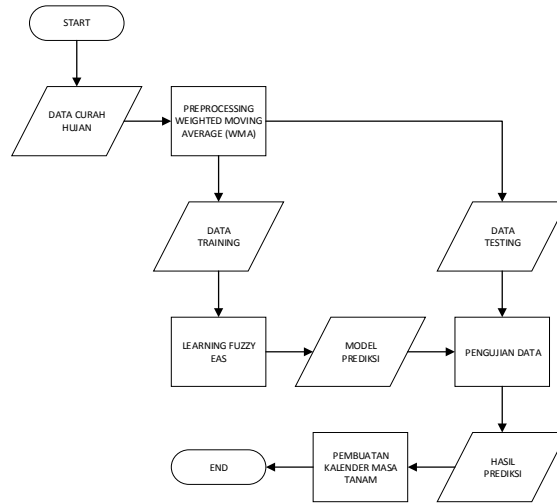 START
DATA CURAH
HUJAN
PREPROCESSING
WEIGHTED MOVING
AVERAGE (WMA)
DATA
TRAINING
DATA
TESTING
LEARNING FUZZY
EAS
MODEL
PREDIKSI
PENGUJIAN DATA
END
PEMBUATAN
KALENDER MASA
TANAM
HASIL
PREDIKSI